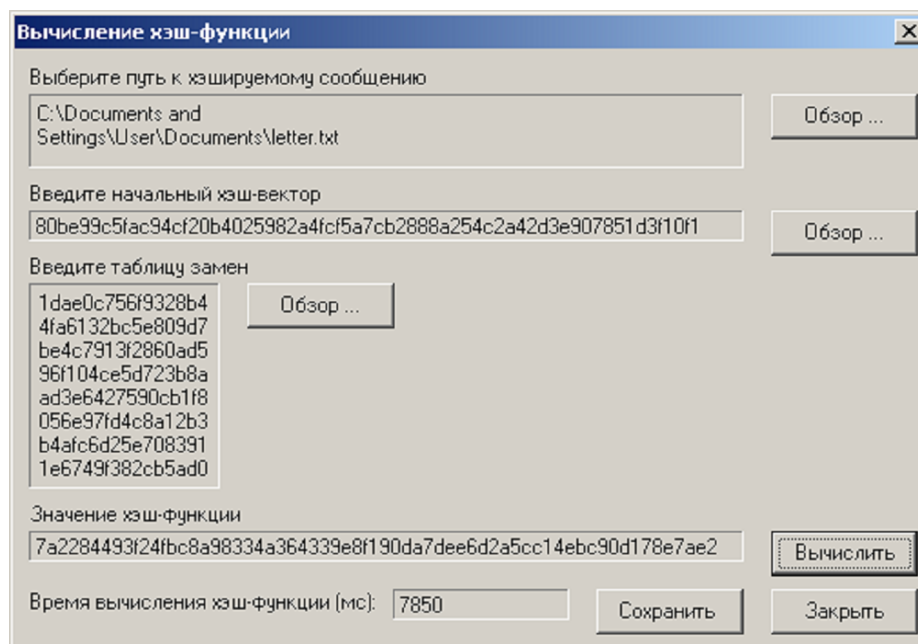 Вычисление хэш-функции
Выберите путь к хэшируемому сообщению
C:\Documents and
Settings\User\Documents\letter.txt
Обзор ...
Введите начальный хэш-вектор
80be99c5fac94cf20b4025982a4fcf5a7cb2888a254c2a42d3e907851d3f10f1
Обзор ...
Введите таблицу замен
1dae0c756f9328b4
4fa6132bc5e809d7
be4c7913f2860ad5
96f104ce5d723b8a
ad3e6427590cb1f8
056e97fd4c8a12b3
b4afc6d25e708391
1e6749f382cb5ad0
Обзор ...
Значение хэш-функции
7a2284493f24fbc8a98334a364339e8f190da7dee6d2a5cc14ebc90d178e7ae2
Вычислить
Время вычисления хэш-функции (мс):
7850
Сохранить
Закрыть